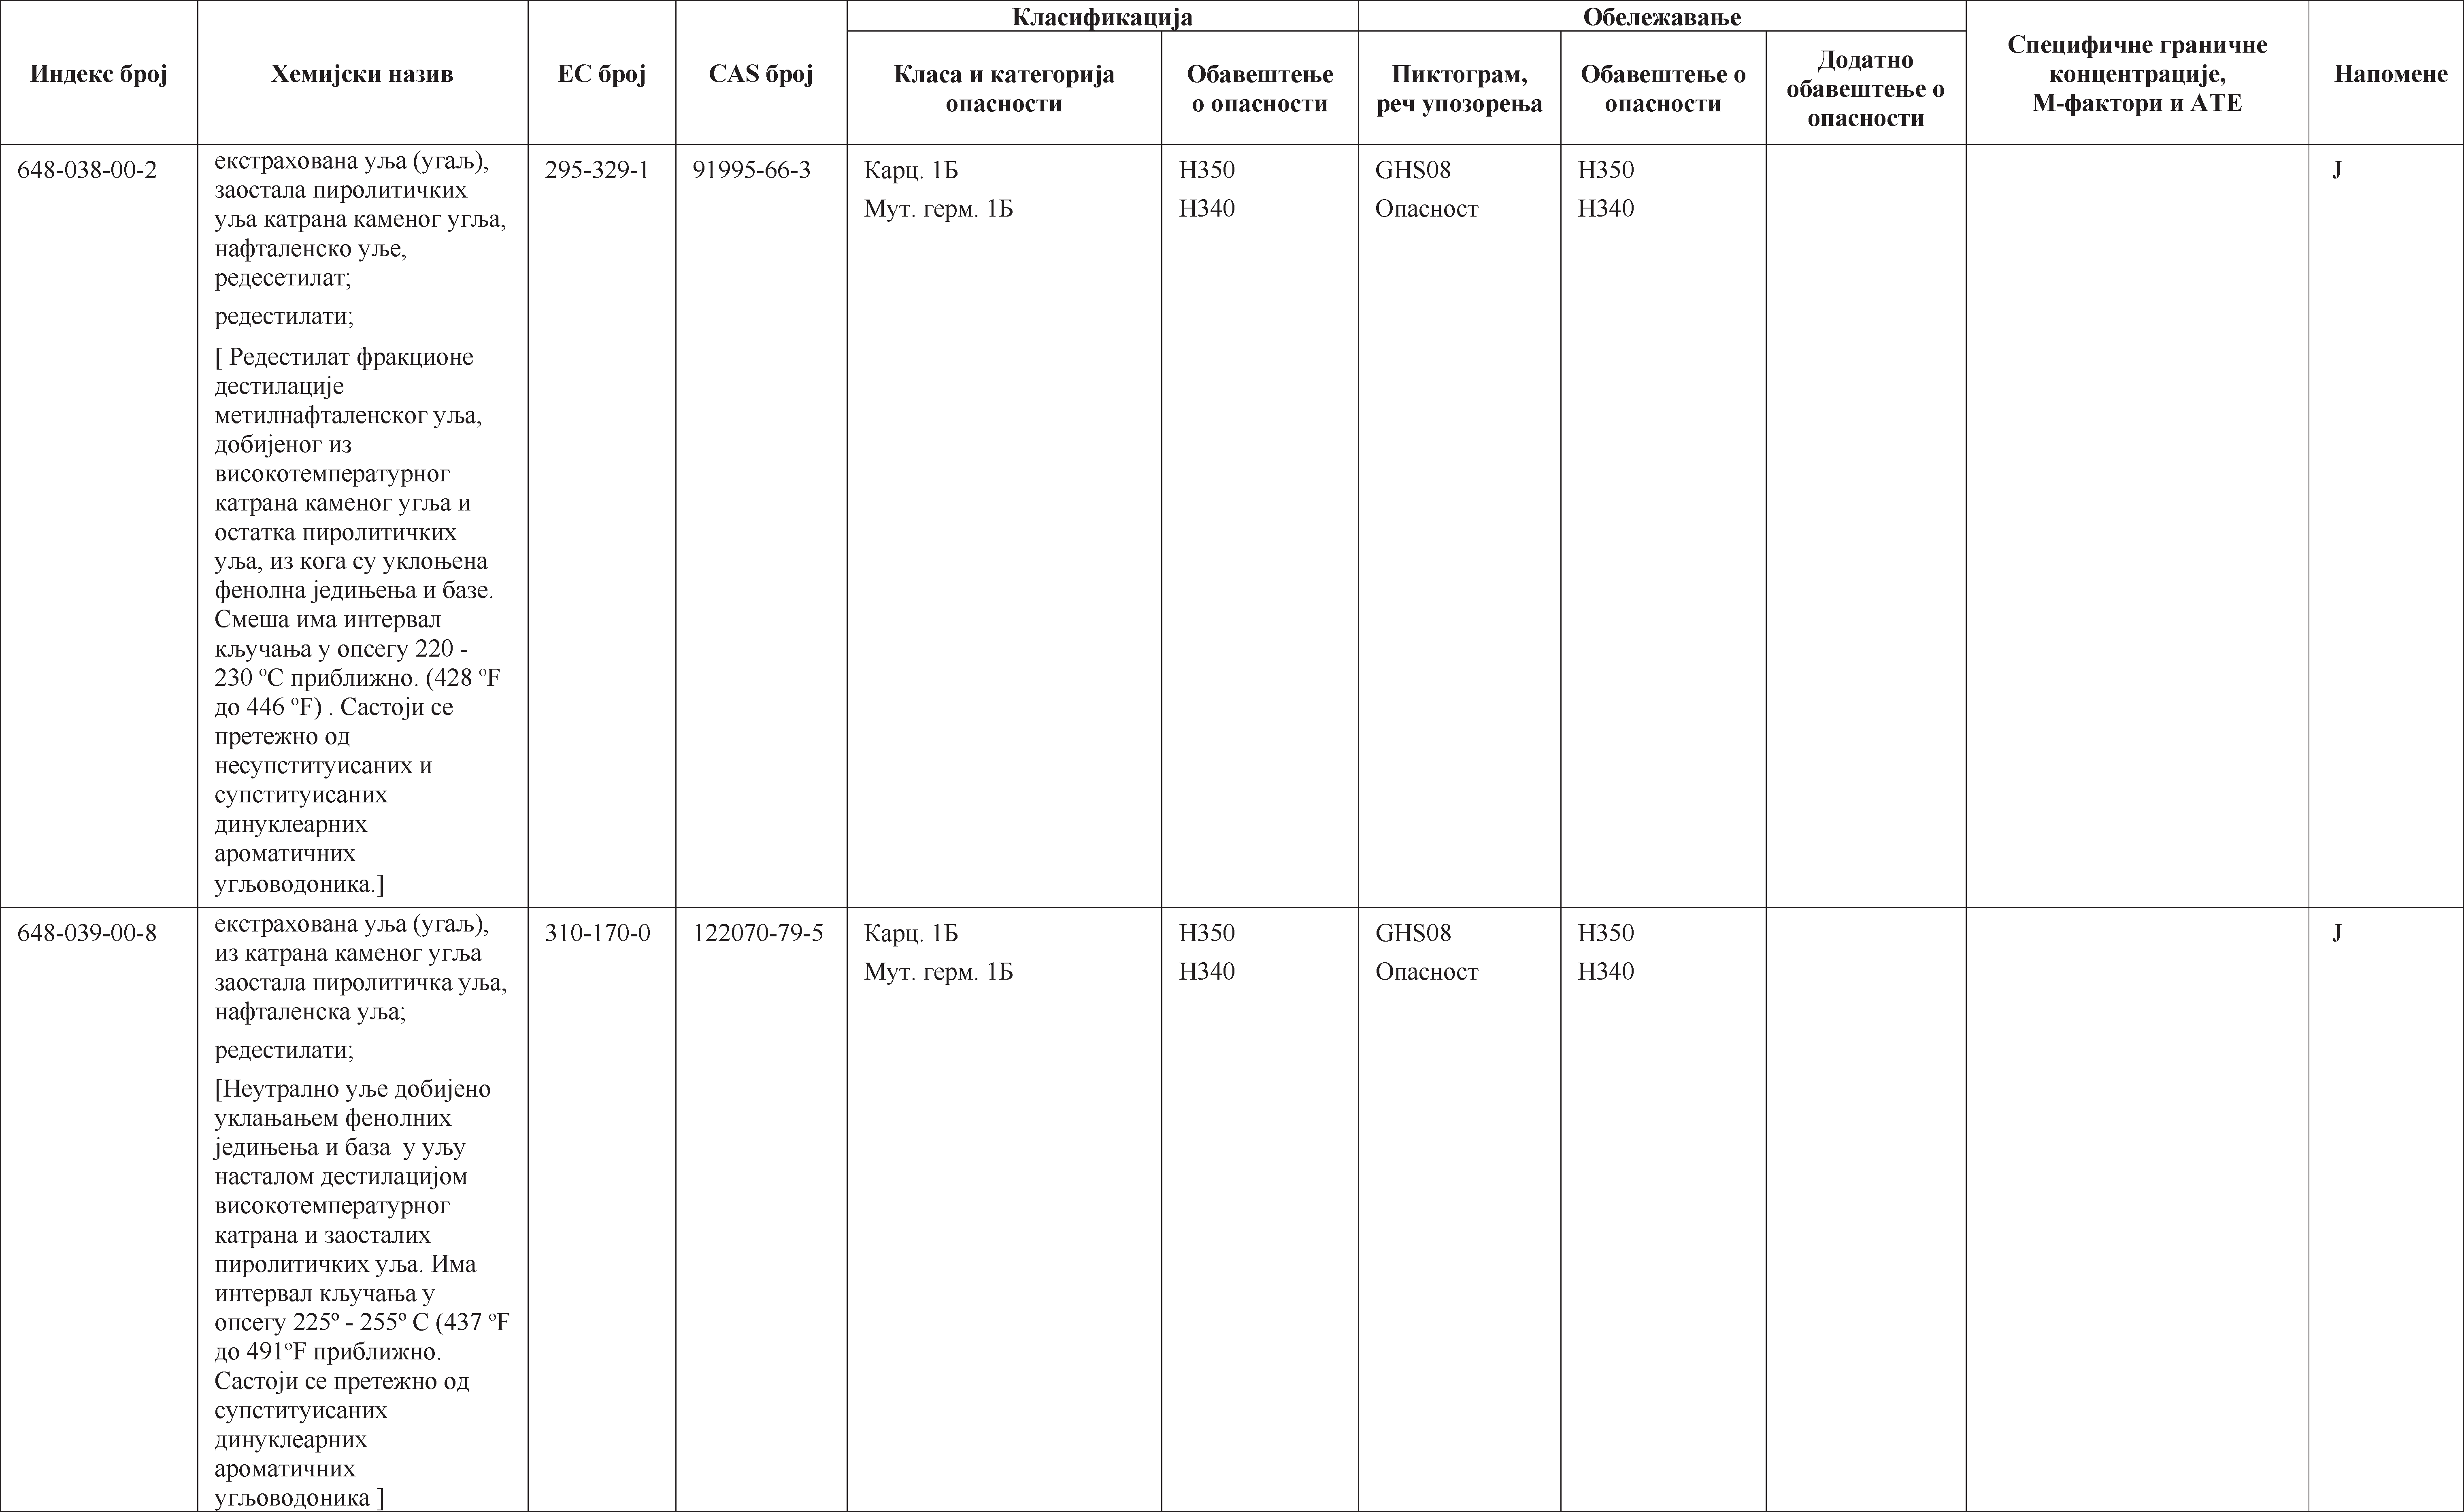 Класификација
Обележавање
Индекс број
Хемијски назив
ЕС број
CAS број
Класа и категорија
опасности
Обавештење
о опасности
Пиктограм,
реч упозорења
Обавештење о
опасности
Додатно
обавештење о
опасности
Специфичне граничне
концентрације,
М-фактори и АТЕ
Напомене
648-038-00-2
екстрахована уља (угаљ),
заостала пиролитичких
уља катрана каменог угља,
нафталенско уље,
редесетилат;
редестилати;
[ Редестилат фракционе
дестилације
метилнафталенског уља,
добијеног из
високотемпературног
катрана каменог угља и
остатка пиролитичких
уља, из кога су уклоњена
фенолна једињења и базе.
Смеша има интервал
кључања у опсегу 220 -
230 ºC приближно. (428 ºF
до 446 ºF) . Састоји се
претежно од
несупституисаних и
супституисаних
динуклеарних
ароматичних
угљоводоника.]
295-329-1
91995-66-3
Карц. 1Б
Мут. герм. 1Б
H350
H340
GHS08
Опасност
H350
H340
Ј
648-039-00-8
екстрахована уља (угаљ),
из катрана каменог угља
заостала пиролитичка уља,
нафталенска уља;
редестилати;
[Неутрално уље добијено
уклањањем фенолних
једињења и база  у уљу
насталом дестилацијом
високотемпературног
катрана и заосталих
пиролитичких уља. Има
интервал кључања у
опсегу 225º - 255º C (437 ºF
до 491ºF приближно.
Састоји се претежно од
супституисаних
динуклеарних
ароматичних
угљоводоника ]
310-170-0
122070-79-5
Карц. 1Б
Мут. герм. 1Б
H350
H340
GHS08
Опасност
H350
H340
Ј